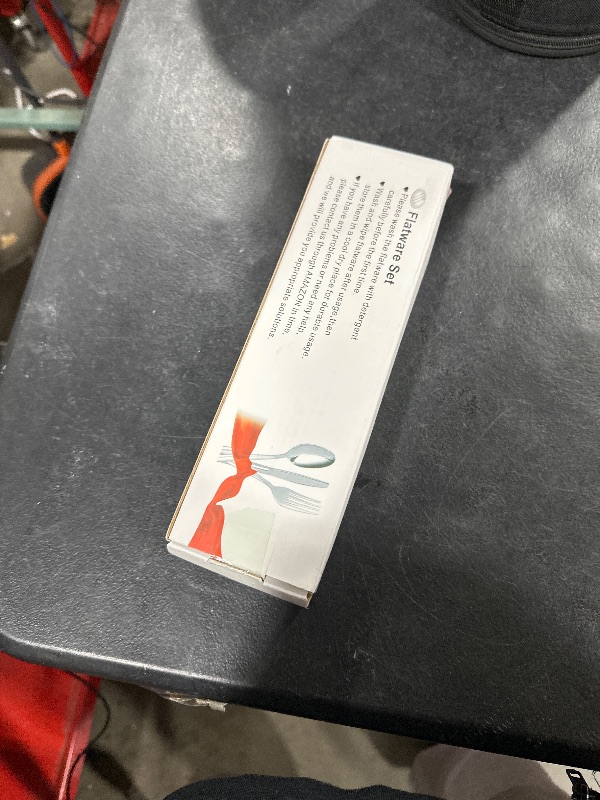 Flatware Set
♥ Please wash the flatware with detergent
carefully before the first time.
♥ Wash and wipe flatware after usage,then
store them in a cool dry place for durable usage.
♥ If you have any problems or need any help,
please contact us through AMAZON in time,
and we will provide you appropriate solutions.